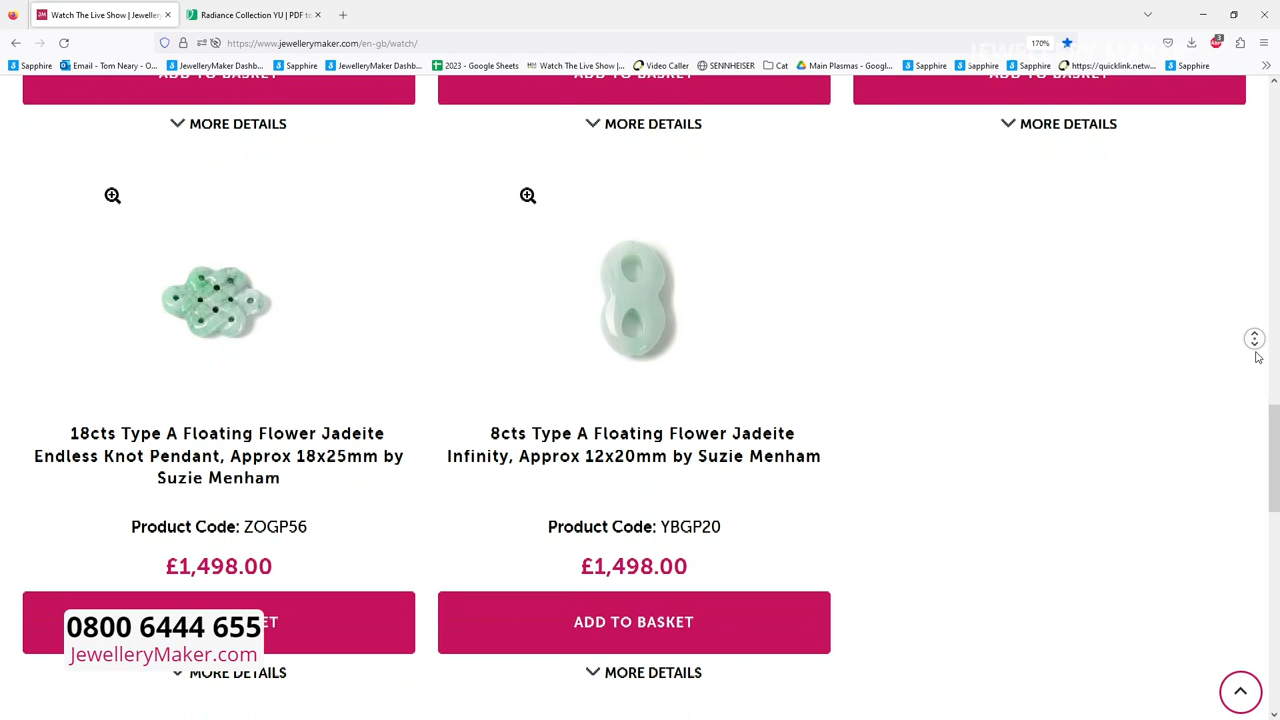 Watch The Live Show | Jeweller
Radiance Collection YU | PDF to
https://www.jewellerymaker.com/en-gb/watch/
170%
3
Sapphire
Email - Tom Neary - O...
JewelleryMaker Dashb...
Sapphire
JewelleryMaker Dashb...
2023 - Google Sheets
Watch The Live Show |...
Video Caller
SENNHEISER
Cat
Main Plasmas - Googl...
Sapphire
Sapphire
Sapphire
https://quicklink.netw...
Sapphire
ADD TO BASKET
ADD TO BASKET
ADD TO BASKET
MORE DETAILS
MORE DETAILS
MORE DETAILS
18cts Type A Floating Flower Jadeite
Endless Knot Pendant, Approx 18x25mm by
Suzie Menham
8cts Type A Floating Flower Jadeite
Infinity, Approx 12x20mm by Suzie Menham
Product Code: ZOGP56
Product Code: YBGP20
£1,498.00
£1,498.00
ADD TO BASKET
0800 6444 655
JewelleryMaker.com
MORE DETAILS
MORE DETAILS